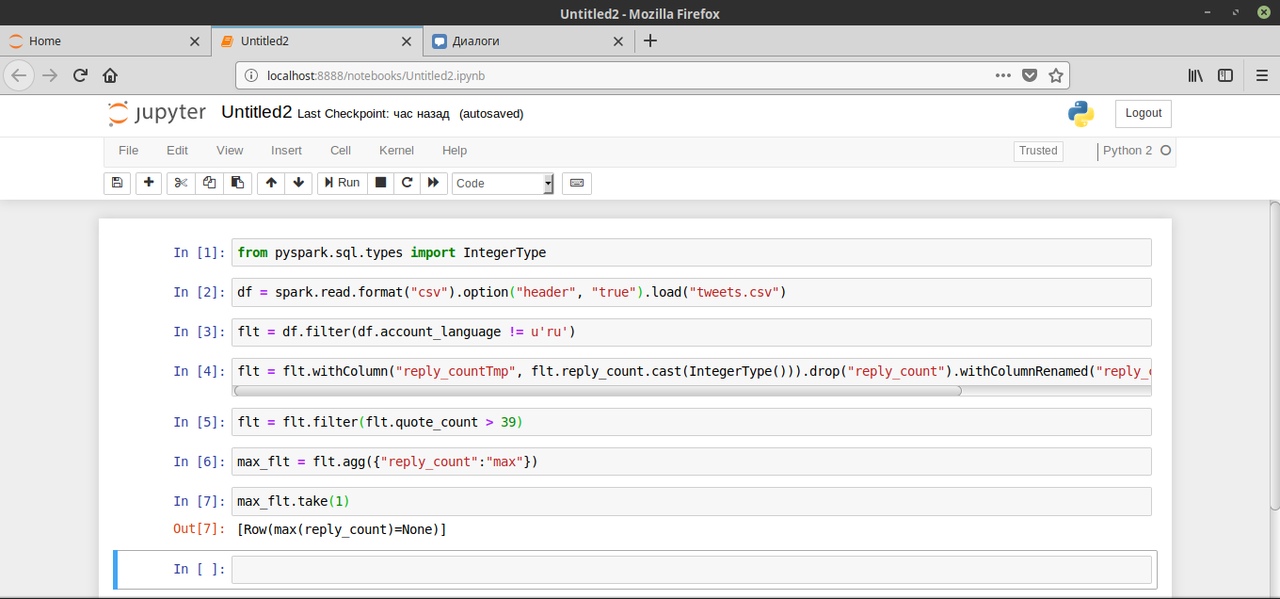 Untitled2 - Mozilla Firefox
Home
Untitled2
Диалоги
localhost:8888/notebooks/Untitled2.ipynb
jupyter Untitled2 Last Checkpoint: час назад (autosaved)
Logout
File Edit View Insert Cell Kernel Help
Trusted
Python 2
Run
Code
In [1]: from pyspark.sql.types import IntegerType
In [2]: df = spark.read.format("csv").option("header", "true").load("tweets.csv")
In [3]: flt = df.filter(df.account_language != u'ru')
In [4]: flt = flt.withColumn("reply_countTmp", flt.reply_count.cast(IntegerType())).drop("reply_count").withColumnRenamed("reply_c
In [5]: flt = flt.filter(flt.quote_count > 39)
In [6]: max_flt = flt.agg({"reply_count":"max"})
In [7]: max_flt.take(1)
Out[7]: [Row(max(reply_count)=None)]
In [ ]: